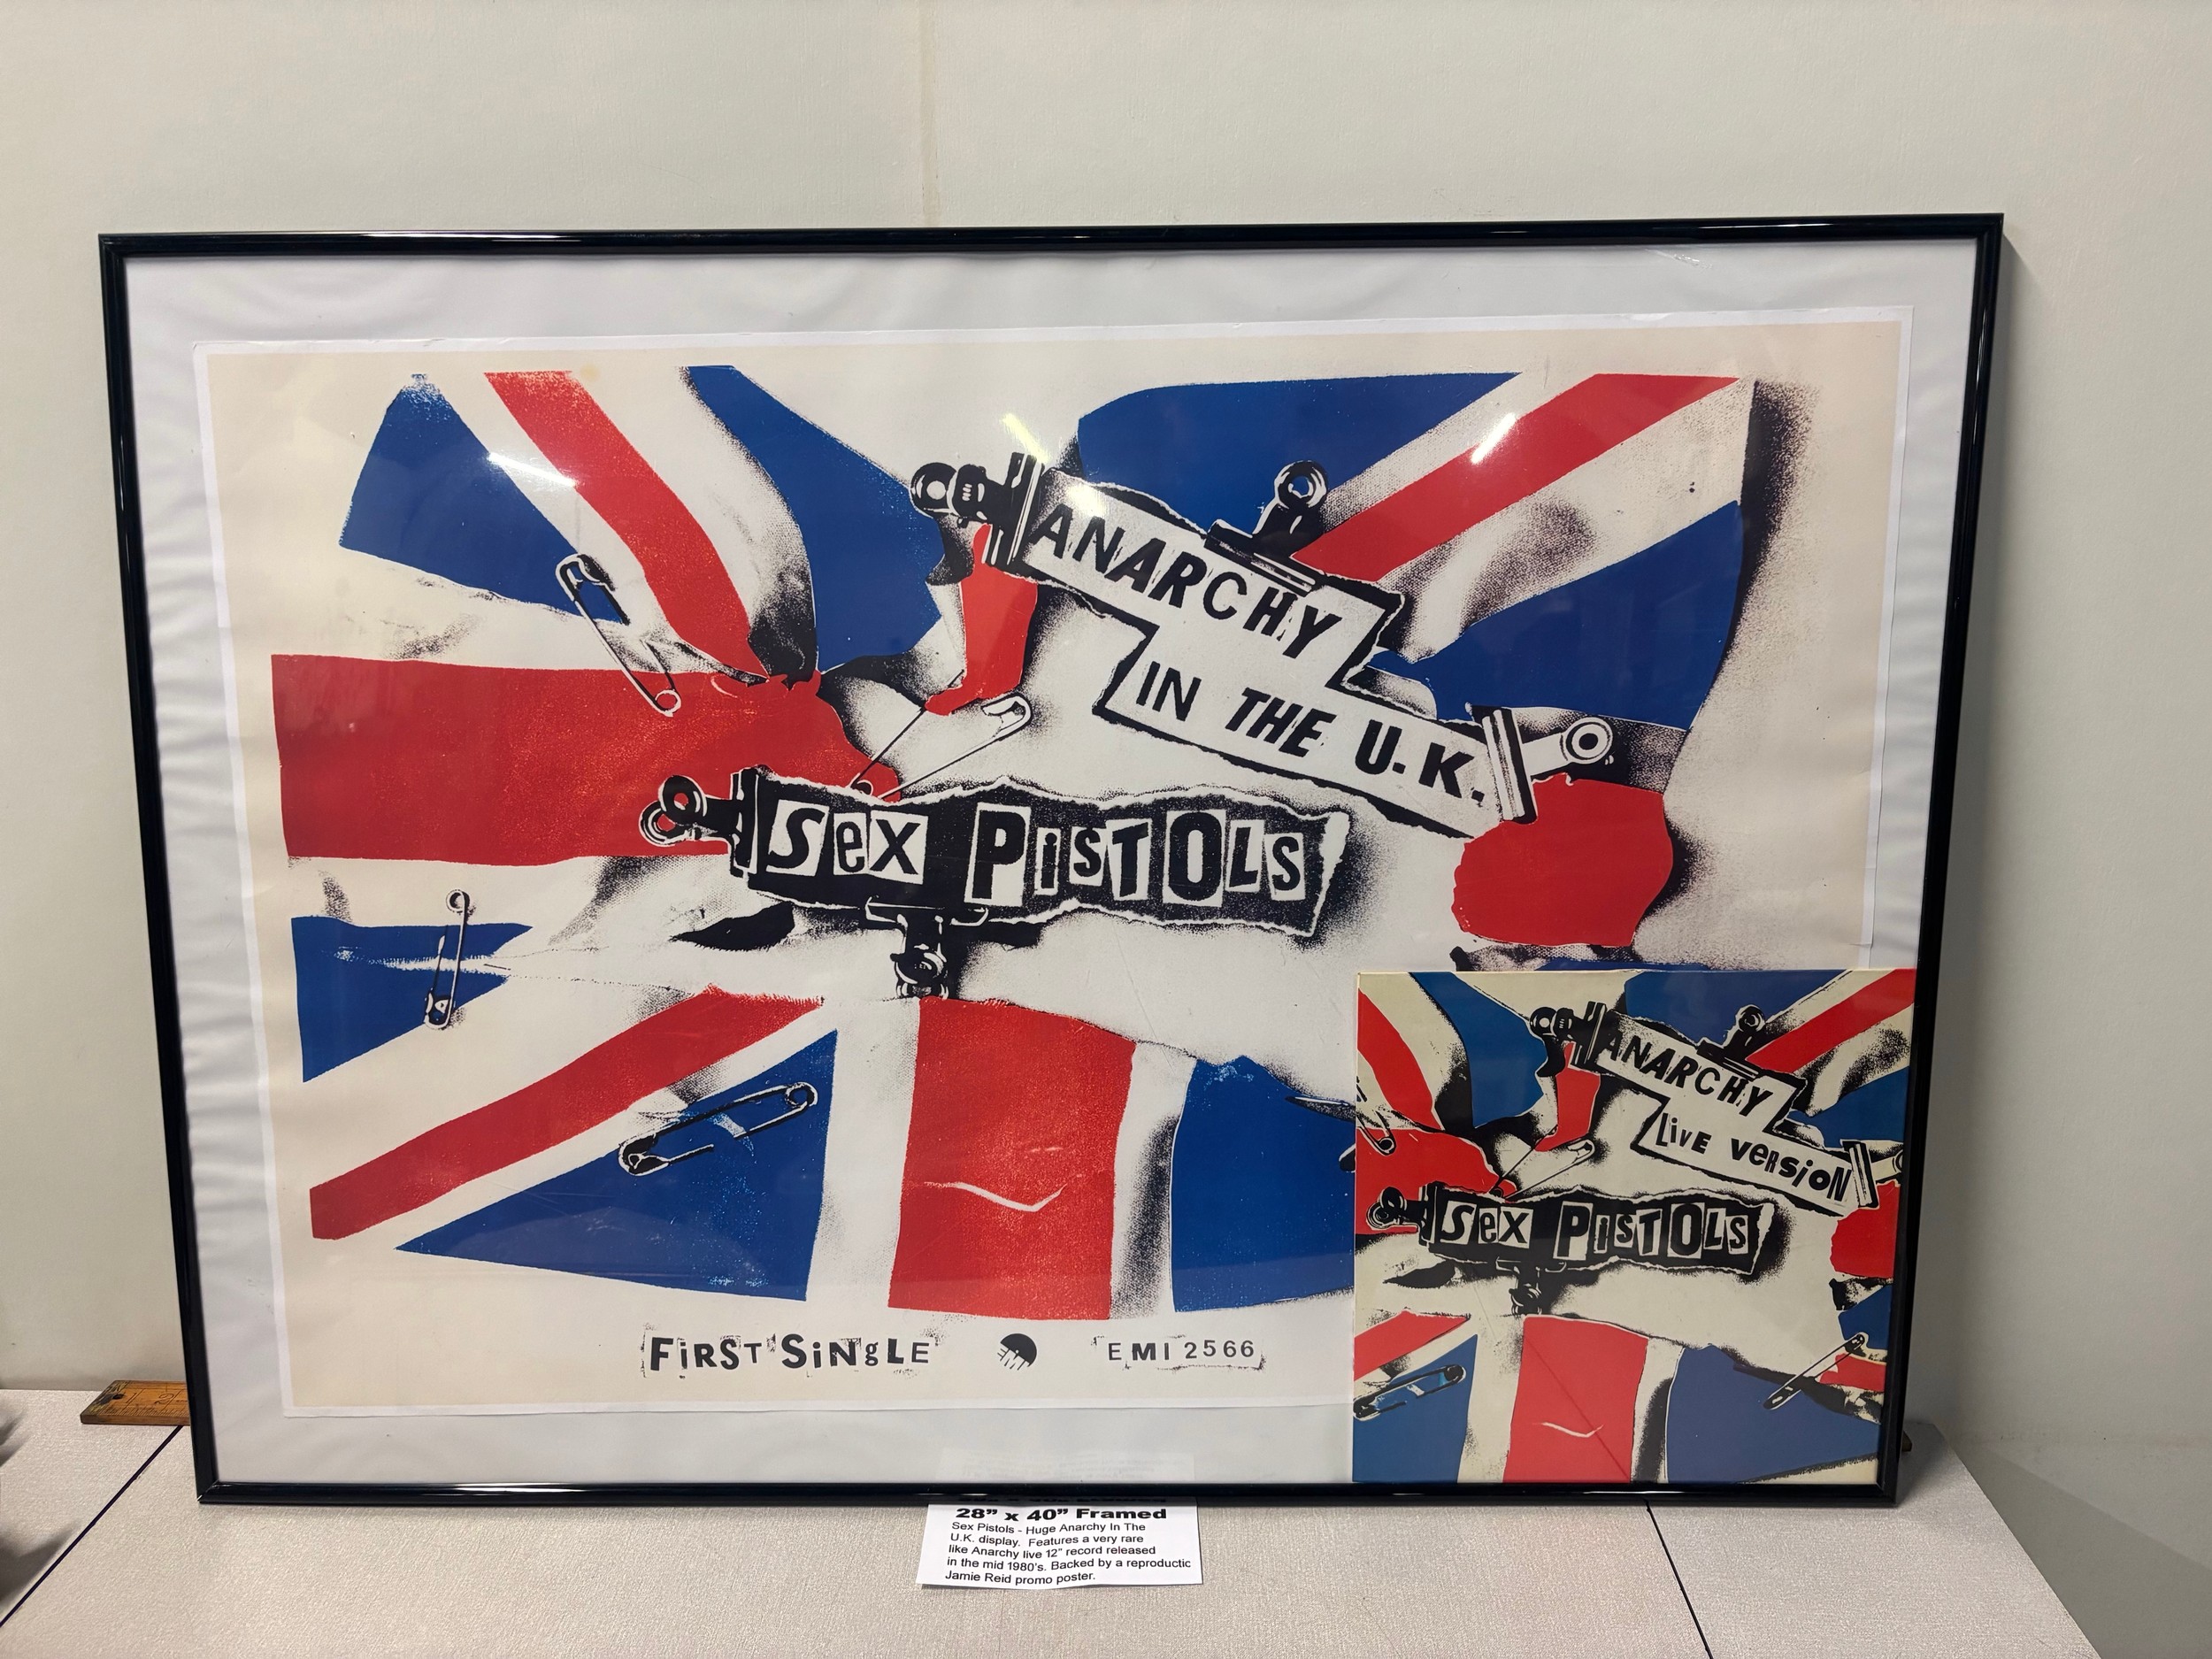 ANARCHY
IN THE U.K.
SEX PISTOLS
FIRST SINGLE EMI EMI 2566
ANARCHY
LIVE VERSION
SEX PISTOLS
28" x 40" Framed
Sex Pistols - Huge Anarchy In The
U.K. display. Features a very rare
like Anarchy live 12" record released
in the mid 1980's. Backed by a reproductic
Jamie Reid promo poster.